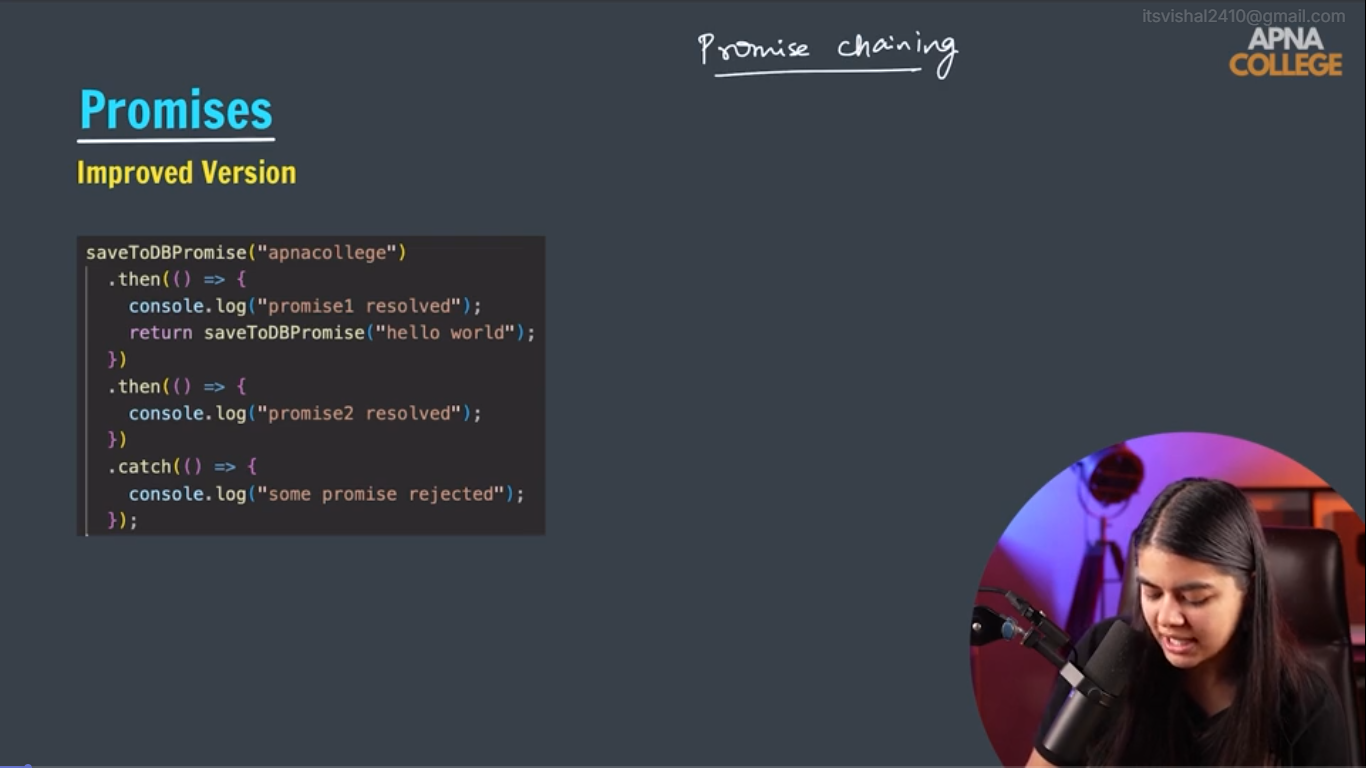 itsvishal2410@gmail.com
Promise chaining
APNA
COLLEGE
Promises
Improved Version
saveToDBPromise("apnacollege")
  .then(() => {
    console.log("promise1 resolved");
    return saveToDBPromise("hello world");
  })
  .then(() => {
    console.log("promise2 resolved");
  })
  .catch(() => {
    console.log("some promise rejected");
  });